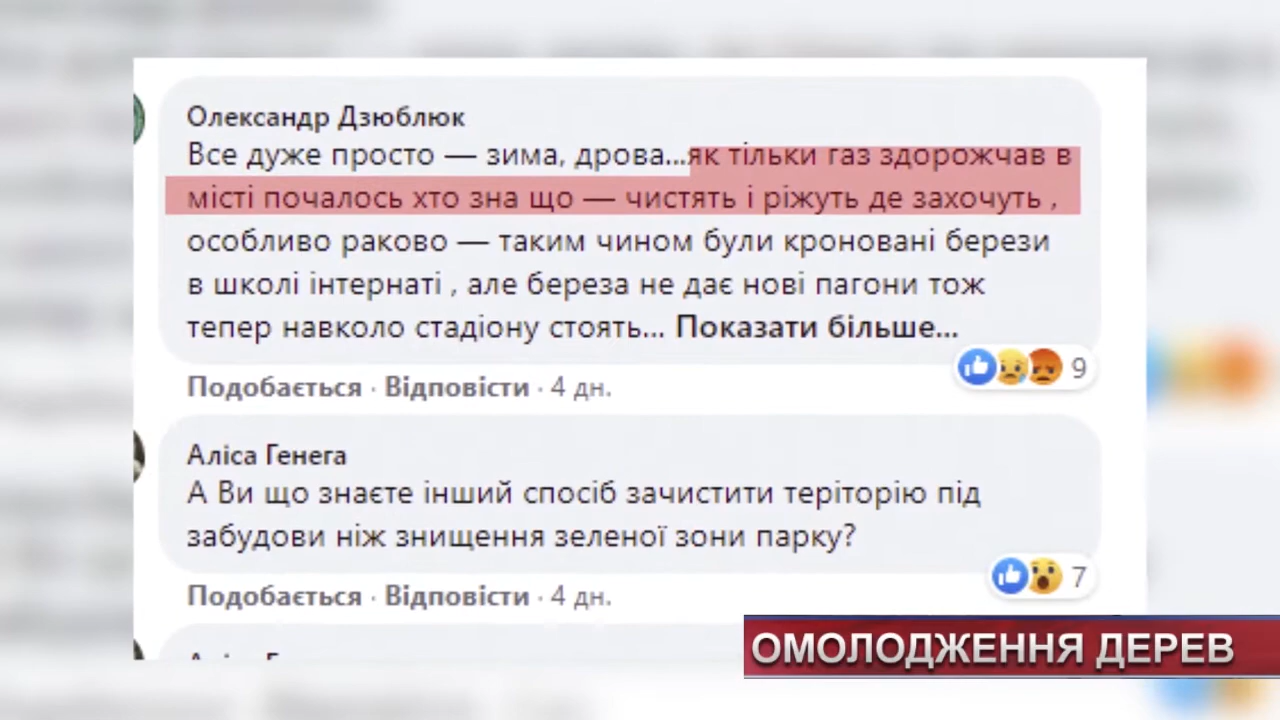 Олександр Дзюблюк
Все дуже просто — зима, дрова...як тільки газ здорожчав в
місті почалось хто зна що — чистять і ріжуть де захочуть ,
особливо раково — таким чином були кроновані берези
в школі інтернаті , але береза не дає нові пагони тож
тепер навколо стадіону стоять... Показати більше...
9
Подобається · Відповісти · 4 дн.
Аліса Генега
А Ви що знаєте інший спосіб зачистити теріторію під
забудови ніж знищення зеленої зони парку?
7
Подобається · Відповісти · 4 дн.
ОМОЛОДЖЕННЯ ДЕРЕВ